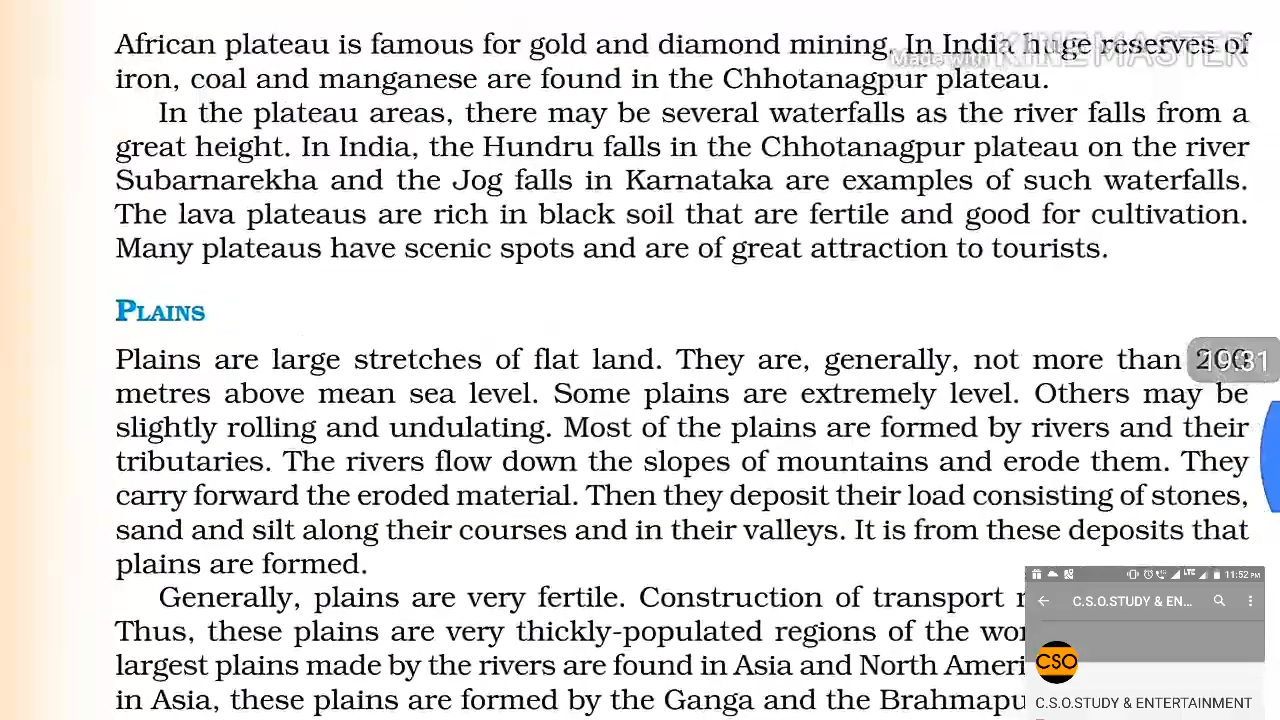 African plateau is famous for gold and diamond mining. In India huge reserves of
Made with KINEMASTER
iron, coal and manganese are found in the Chhotanagpur plateau.
In the plateau areas, there may be several waterfalls as the river falls from a
great height. In India, the Hundru falls in the Chhotanagpur plateau on the river
Subarnarekha and the Jog falls in Karnataka are examples of such waterfalls.
The lava plateaus are rich in black soil that are fertile and good for cultivation.
Many plateaus have scenic spots and are of great attraction to tourists.
PLAINS
Plains are large stretches of flat land. They are, generally, not more than
19/31
metres above mean sea level. Some plains are extremely level. Others may be
slightly rolling and undulating. Most of the plains are formed by rivers and their
tributaries. The rivers flow down the slopes of mountains and erode them. They
carry forward the eroded material. Then they deposit their load consisting of stones,
sand and silt along their courses and in their valleys. It is from these deposits that
plains are formed.
Generally, plains are very fertile. Construction of transport
Thus, these plains are very thickly-populated regions of the
largest plains made by the rivers are found in Asia and North
in Asia, these plains are formed by the Ganga and the
11:52 PM
C.S.O.STUDY & EN...
CSO
C.S.O.STUDY & ENTERTAINMENT